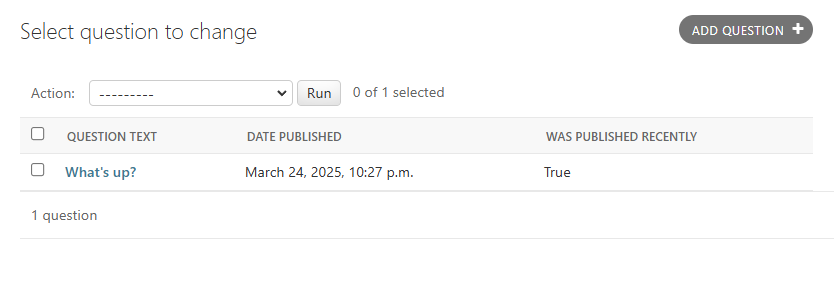 Select question to change
ADD QUESTION +
Action: --------- Run 0 of 1 selected
QUESTION TEXT DATE PUBLISHED WAS PUBLISHED RECENTLY
What's up? March 24, 2025, 10:27 p.m. True
1 question